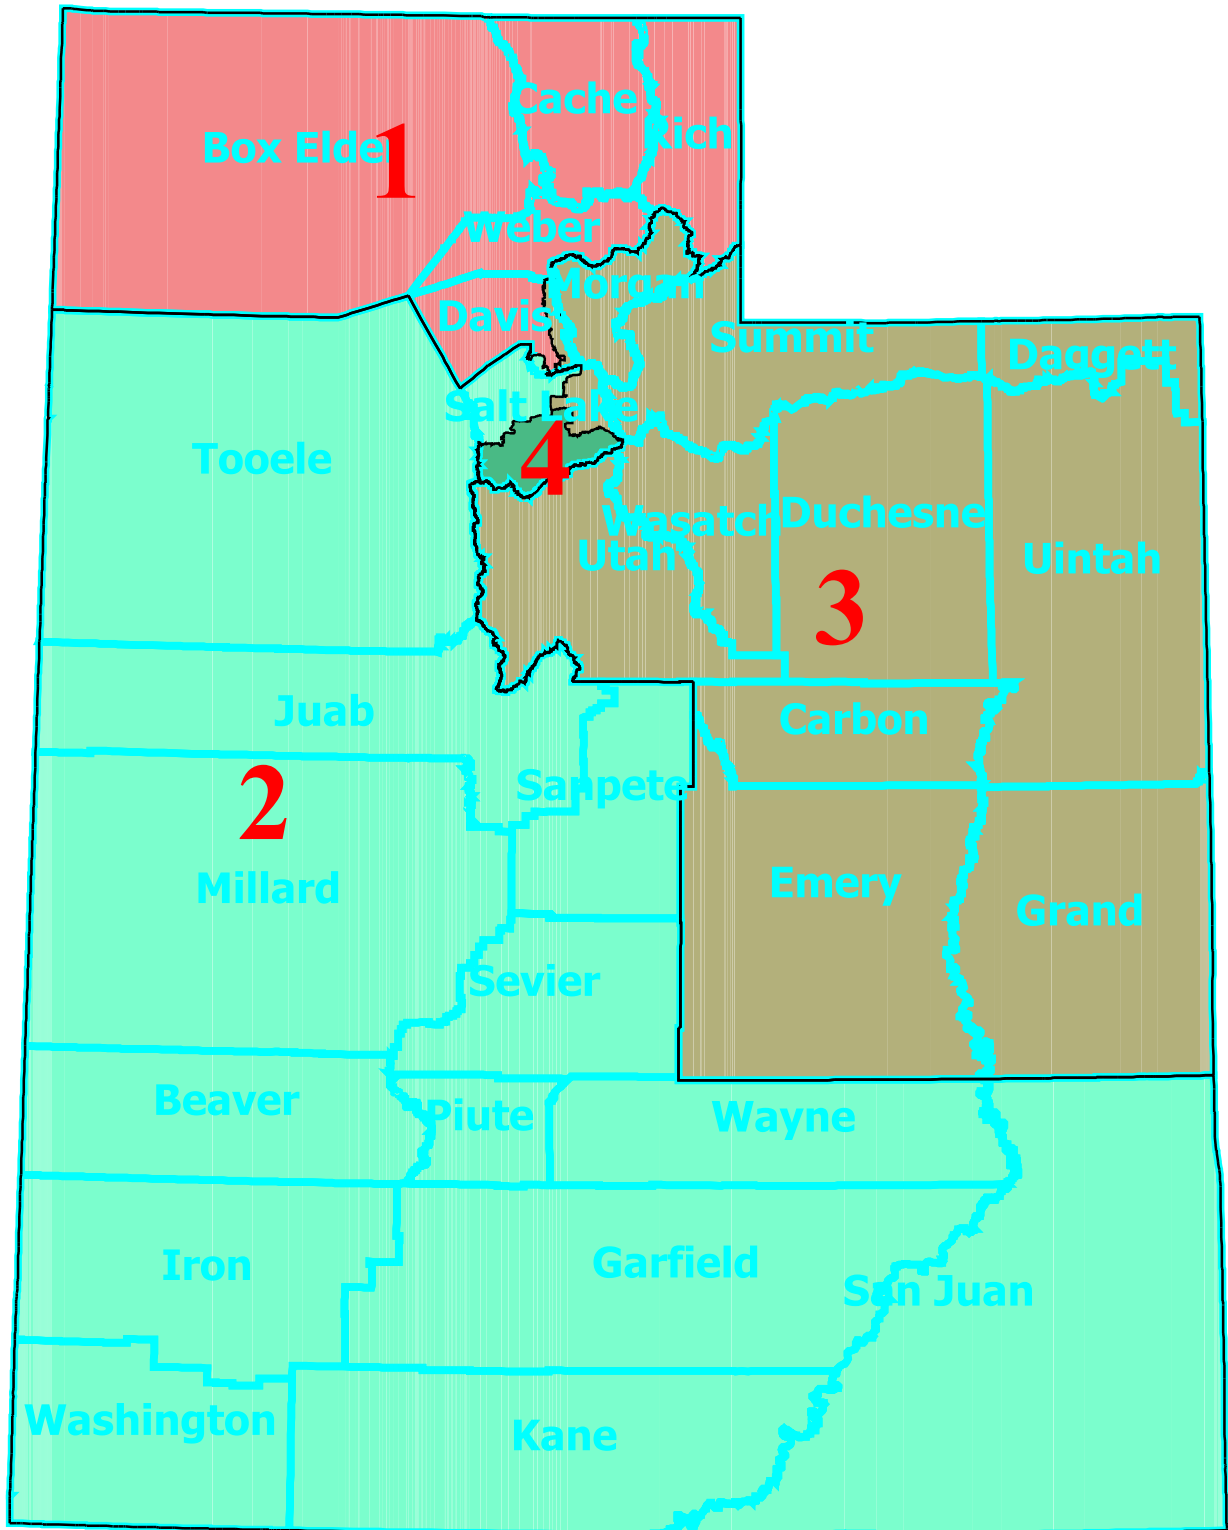 Cache
Rich
Box Elder
1
Weber
Morgan
Davis
Summit
Daggett
Salt Lake
Tooele
4
Wasatch
Duchesne
Utah
Uintah
3
Juab
Carbon
Sanpete
2
Millard
Emery
Grand
Sevier
Beaver
Piute
Wayne
Iron
Garfield
San Juan
Washington
Kane